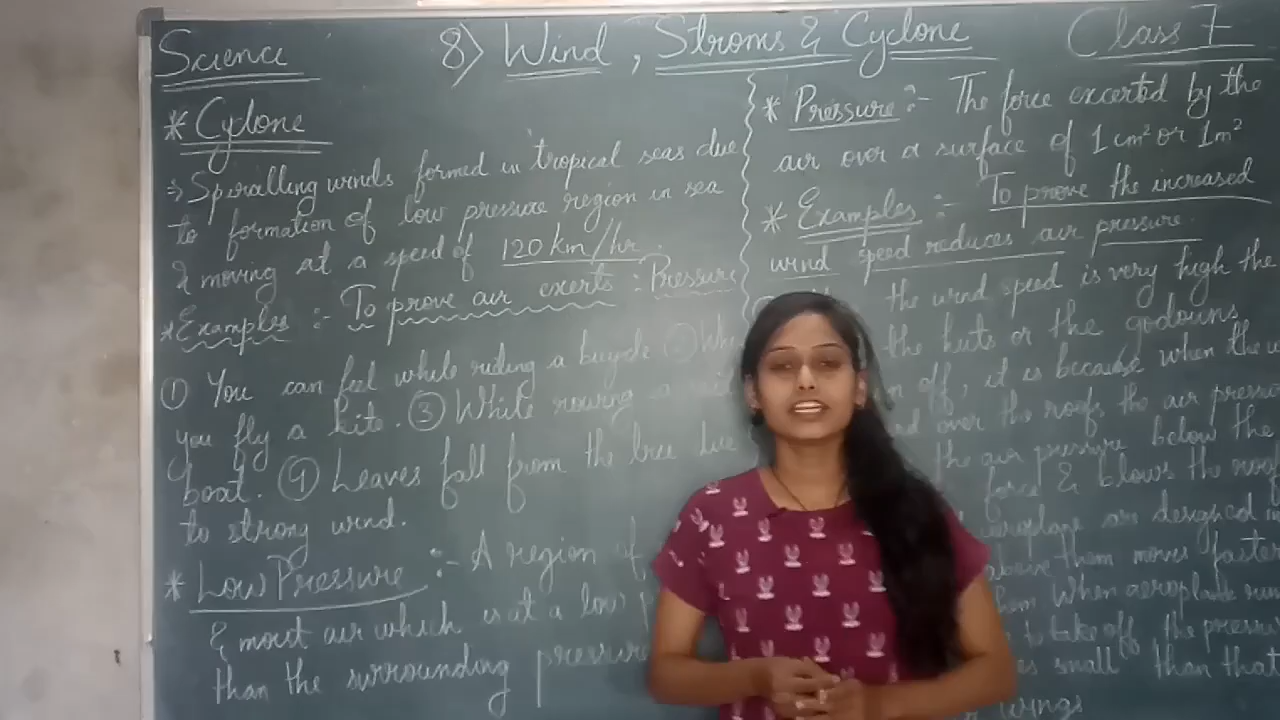 Science 8) Wind, Stroms & Cyclone Class 7
* Cyclone
⇒ Spiralling winds formed in tropical seas due
to formation of low pressure region in sea
& moving at a speed of 120 km/hr.
* Examples :- To prove air exerts : Pressure
① You can feel while riding a bicycle ②
you fly a kite. ③ While rowing a
boat. ④ Leaves fall from the tree due
to strong wind.
* Low Pressure :- A region of
& moist air which is at a low
than the surrounding pressure
* Pressure :- The force excerted by the
air over a surface of 1 cm² or 1m²
* Examples :- To prove the increased
wind speed reduces air pressure.
the wind speed is very high the
the huts or the godouns
off, it is because when the
over the roofs the air pressure
the air pressure below the
force & blows the roof
aeroplane are designed in
above them moves faster
them When aeroplane runs
to take off the pressure
small than that
wings